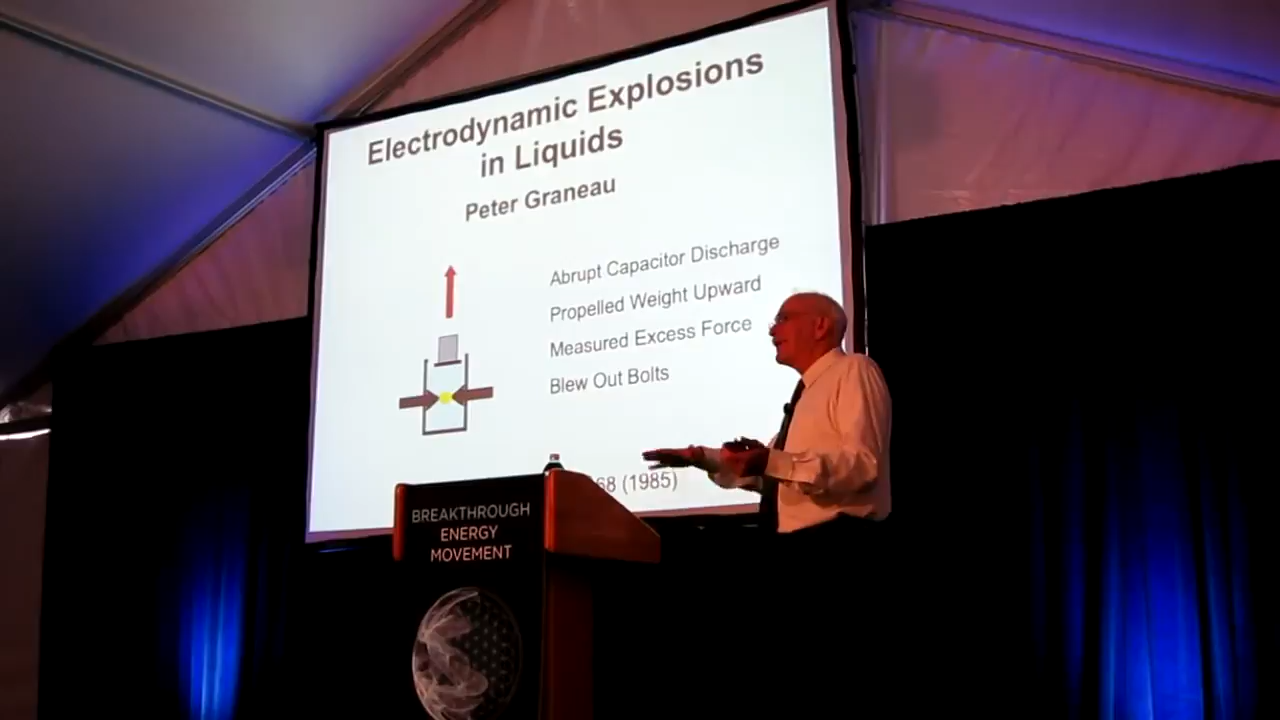 Electrodynamic Explosions
in Liquids
Peter Graneau
Abrupt Capacitor Discharge
Propelled Weight Upward
Measured Excess Force
Blew Out Bolts
68 (1985)
BREAKTHROUGH
ENERGY
MOVEMENT